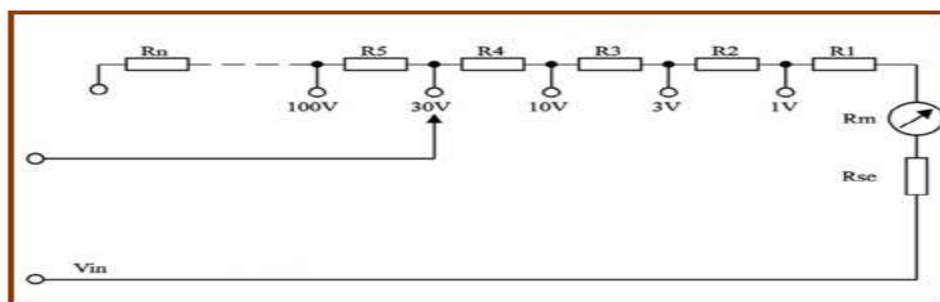 Rn R5 R4 R3 R2 R1
100V 30V 10V 3V 1V
Rm
Rse
Vin